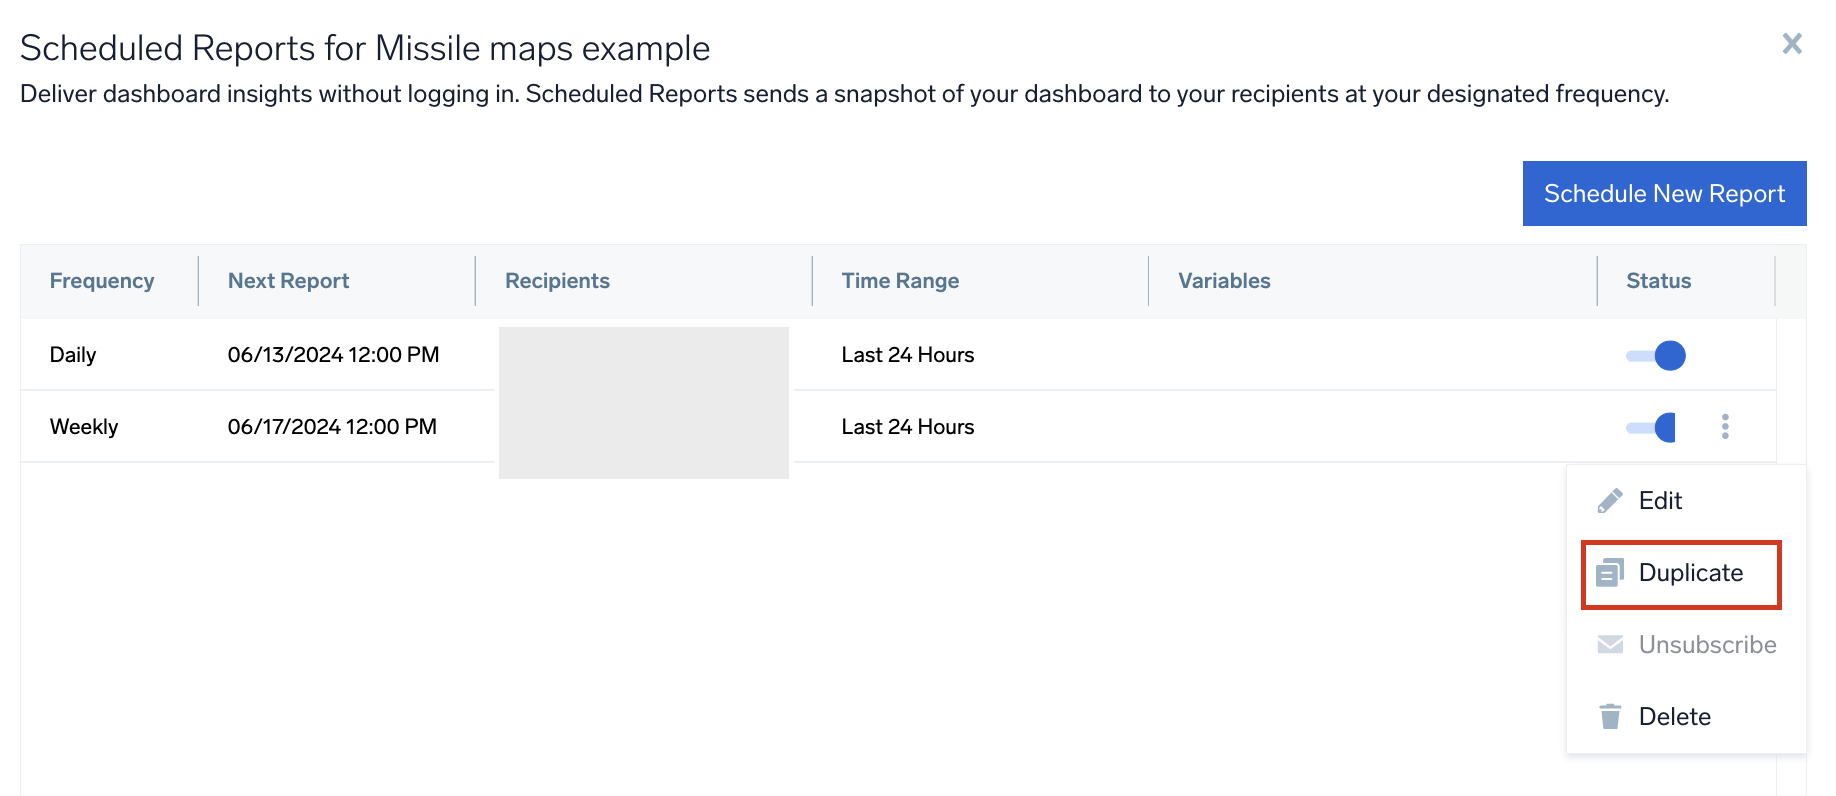 Scheduled Reports for Missile maps example
Deliver dashboard insights without logging in. Scheduled Reports sends a snapshot of your dashboard to your recipients at your designated frequency.
Schedule New Report
Frequency Next Report Recipients Time Range Variables Status
Daily 06/13/2024 12:00 PM Last 24 Hours
Weekly 06/17/2024 12:00 PM Last 24 Hours
Edit
Duplicate
Unsubscribe
Delete